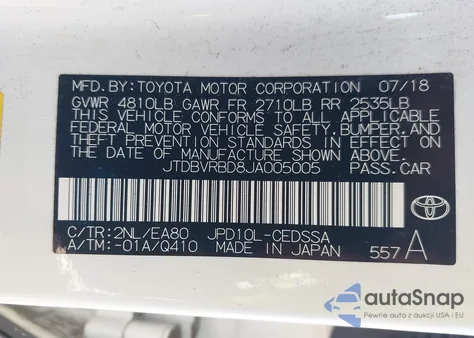 MFD. BY: TOYOTA MOTOR CORPORATION 07/18
GVWR 4810LB GAWR FR 2710LB RR 2535LB
THIS VEHICLE CONFORMS TO ALL APPLICABLE
FEDERAL MOTOR VEHICLE SAFETY, BUMPER, AND
THEFT PREVENTION STANDARDS IN EFFECT ON
THE DATE OF MANUFACTURE SHOWN ABOVE.
JTDBVRBD8JA005005 PASS.CAR
TOYOTA
C/TR: 2NL/EA80 JPD10L-CEDSSA
A/TM: -01A/Q410 MADE IN JAPAN 557 A
autaSnap
Pewne auta z aukcji USA i EU